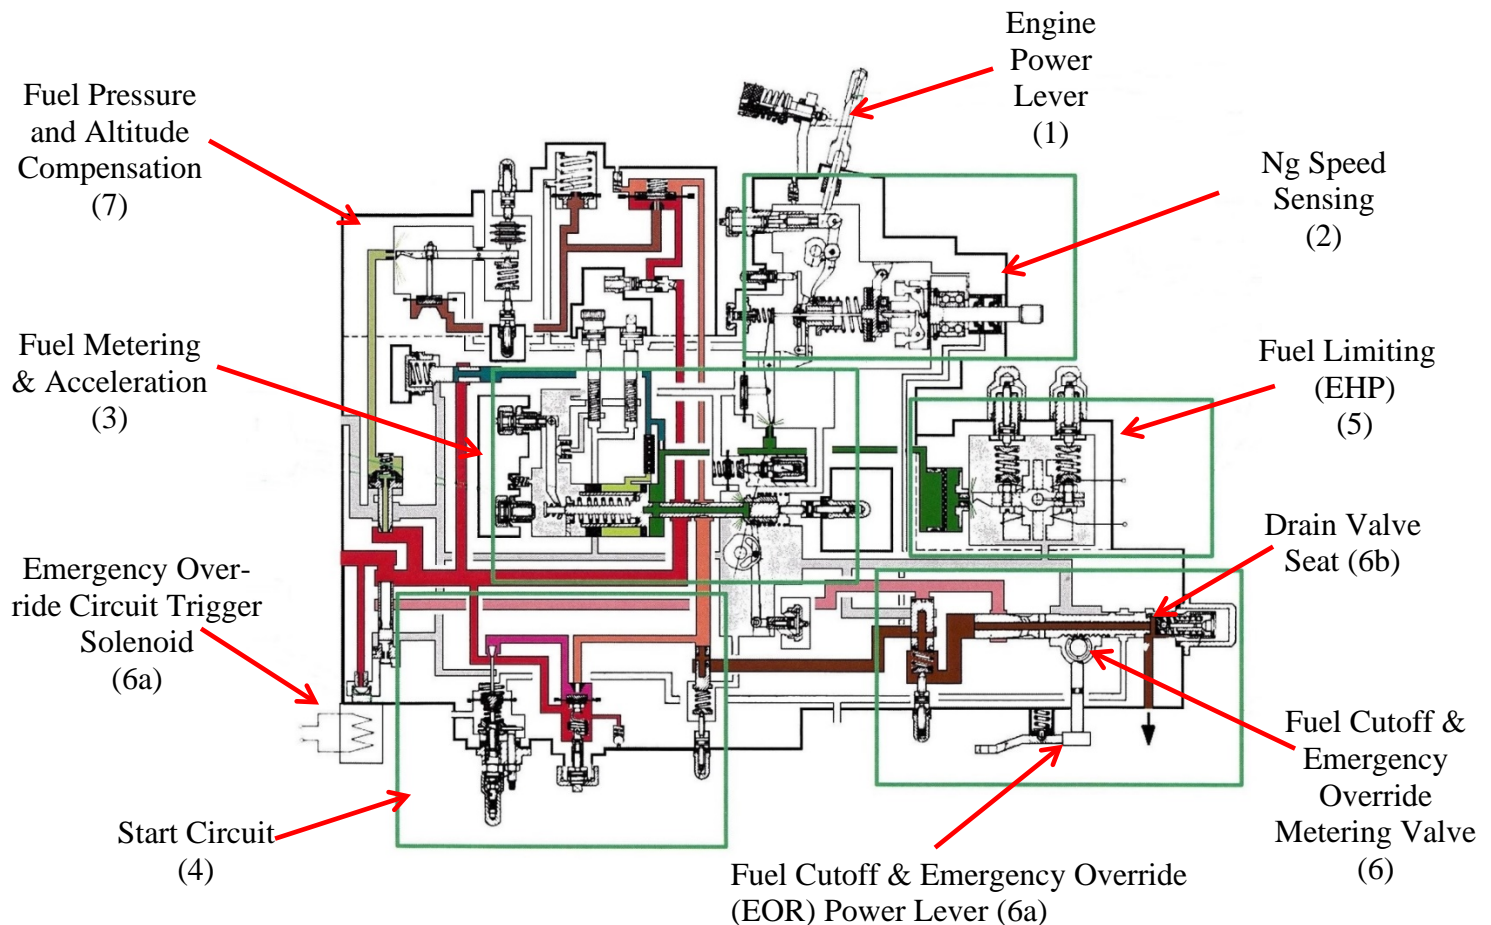 Engine
Power
Lever
(1)
Fuel Pressure
and Altitude
Compensation
(7)
Ng Speed
Sensing
(2)
Fuel Metering
& Acceleration
(3)
Fuel Limiting
(EHP)
(5)
Drain Valve
Seat (6b)
Emergency Over-
ride Circuit Trigger
Solenoid
(6a)
Fuel Cutoff &
Emergency
Override
Metering Valve
(6)
Start Circuit
(4)
Fuel Cutoff & Emergency Override
(EOR) Power Lever (6a)